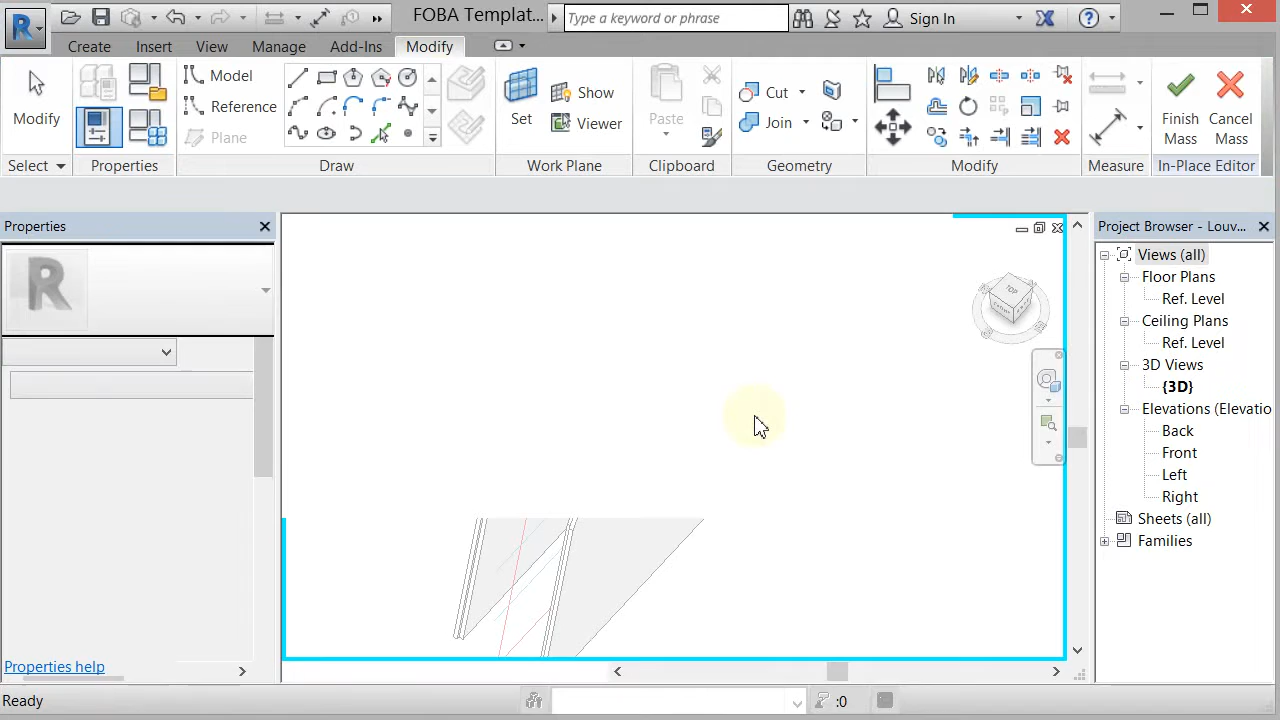 FOBA Templat...
Type a keyword or phrase
Sign In
Create
Insert
View
Manage
Add-Ins
Modify
Modify
Select
Properties
Model
Reference
Plane
Draw
Set
Show
Viewer
Work Plane
Paste
Clipboard
Cut
Join
Geometry
Modify
Measure
Finish
Mass
Cancel
Mass
In-Place Editor
Properties
R
Properties help
TOP
Project Browser - Louv...
Views (all)
Floor Plans
Ref. Level
Ceiling Plans
Ref. Level
3D Views
{3D}
Elevations (Elevatio
Back
Front
Left
Right
Sheets (all)
Families
Ready
:0